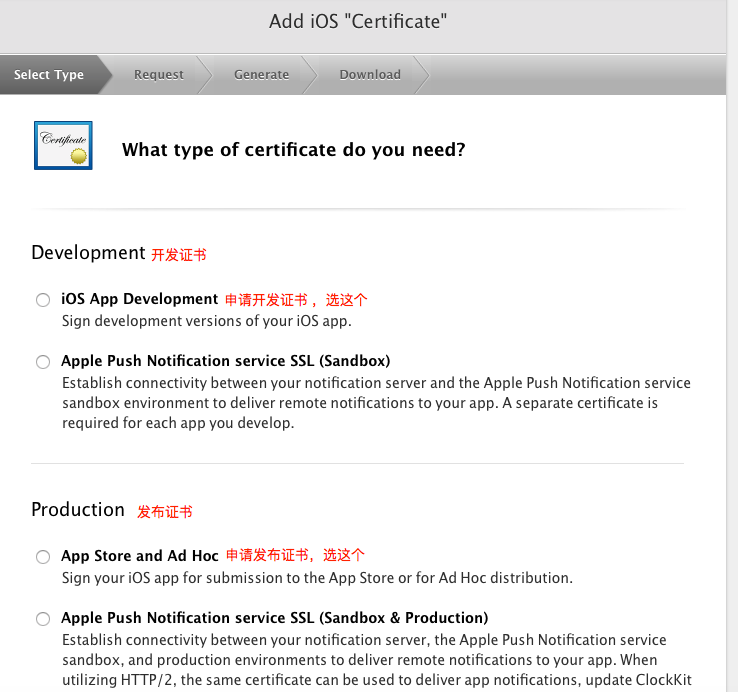 Add iOS "Certificate"
Select Type
Request
Generate
Download
Certificate
What type of certificate do you need?
Development 开发证书
iOS App Development 申请开发证书 ，选这个
Sign development versions of your iOS app.
Apple Push Notification service SSL (Sandbox)
Establish connectivity between your notification server and the Apple Push Notification service
sandbox environment to deliver remote notifications to your app. A separate certificate is
required for each app you develop.
Production 发布证书
App Store and Ad Hoc 申请发布证书，选这个
Sign your iOS app for submission to the App Store or for Ad Hoc distribution.
Apple Push Notification service SSL (Sandbox & Production)
Establish connectivity between your notification server, the Apple Push Notification service
sandbox, and production environments to deliver remote notifications to your app. When
utilizing HTTP/2, the same certificate can be used to deliver app notifications, update ClockKit